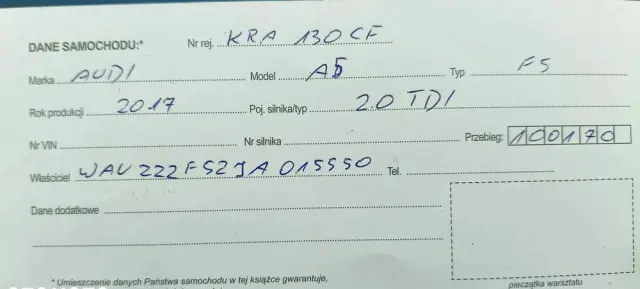 DANE SAMOCHODU:* Nr rej. KRA 130CF
Marka AUDI Model A5 Typ F5
Rok produkcji 2017 Poj. silnika/typ 2.0 TDI
Nr VIN Nr silnika Przebieg: 100170
Właściciel WAUZZZF52JA015550 Tel.
Dane dodatkowe
* Umieszczenie danych Państwa samochodu w tej książce gwarantuje,
pieczątka warsztatu